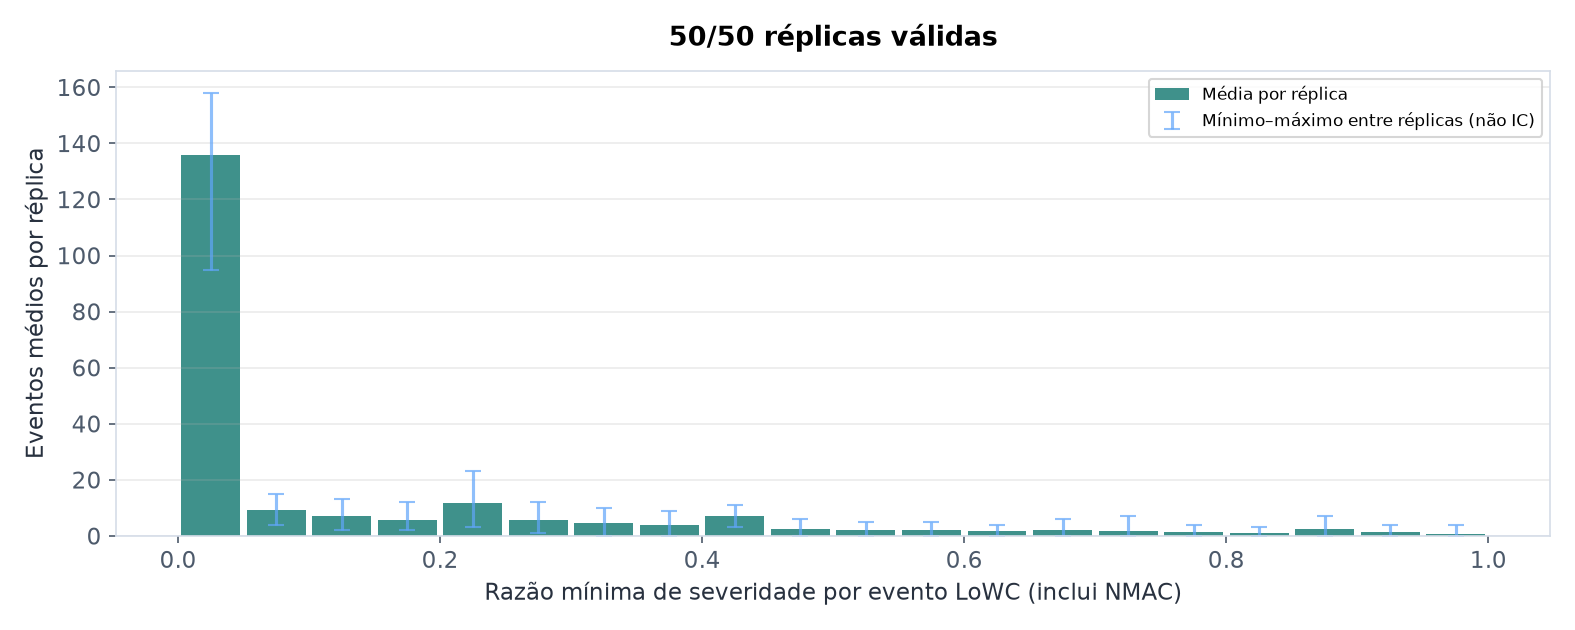 50/50 réplicas válidas
Eventos médios por réplica
160
140
120
100
80
60
40
20
0
Média por réplica
Mínimo–máximo entre réplicas (não IC)
0.0 0.2 0.4 0.6 0.8 1.0
Razão mínima de severidade por evento LoWC (inclui NMAC)